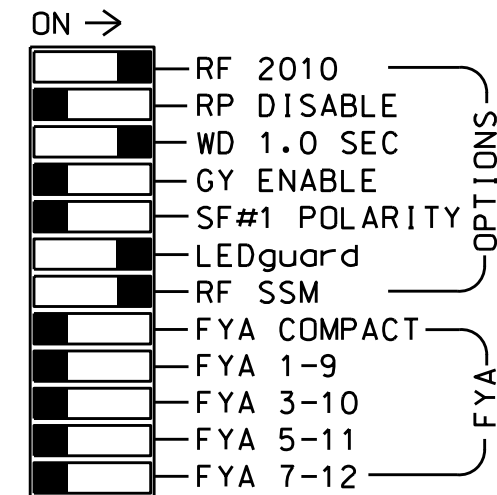 ON →
RF 2010
RP DISABLE
WD 1.0 SEC
GY ENABLE
SF#1 POLARITY
LEDguard
RF SSM
OPTIONS
FYA COMPACT
FYA 1-9
FYA 3-10
FYA 5-11
FYA 7-12
FYA